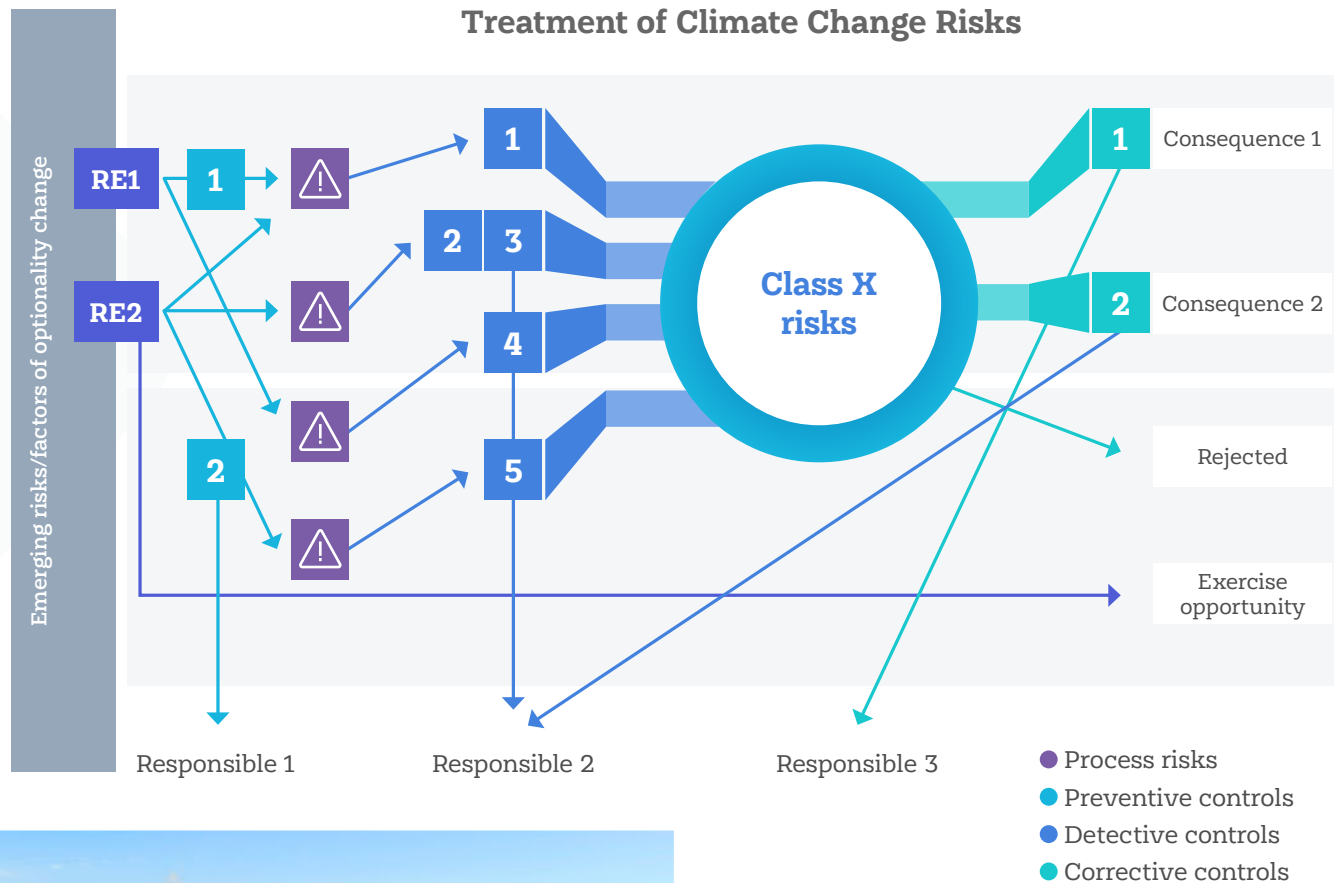 Treatment of Climate Change Risks
Emerging risks/factors of optionality change
RE1
1
1
1
Consequence 1
2
3
RE2
Class X
risks
2
Consequence 2
4
2
5
Rejected
Exercise
opportunity
Responsible 1
Responsible 2
Responsible 3
Process risks
Preventive controls
Detective controls
Corrective controls